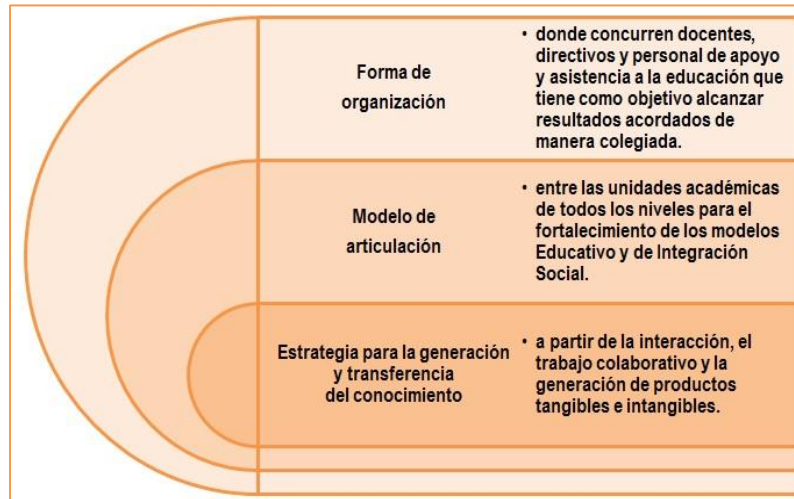 Forma de
organización
• donde concurren docentes,
directivos y personal de apoyo
y asistencia a la educación que
tiene como objetivo alcanzar
resultados acordados de
manera colegiada.
Modelo de
articulación
• entre las unidades académicas
de todos los niveles para el
fortalecimiento de los modelos
Educativo y de Integración
Social.
Estrategia para la generación
y transferencia
del conocimiento
• a partir de la interacción, el
trabajo colaborativo y la
generación de productos
tangibles e intangibles.